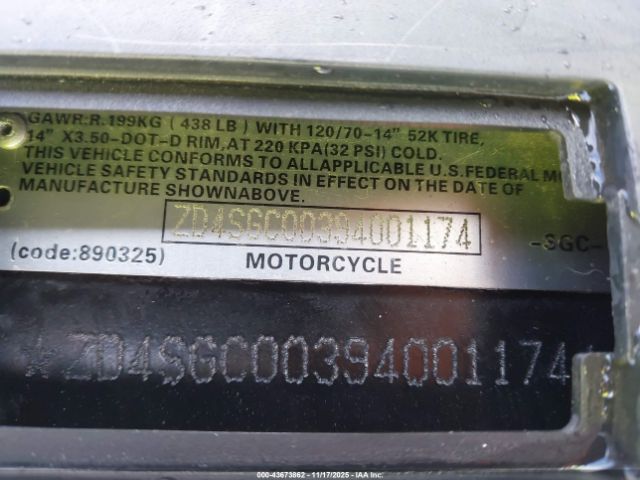 GAWR:R.199KG ( 438 LB ) WITH 120/70-14" 52K TIRE,
14" X3.50-DOT-D RIM, AT 220 KPA(32 PSI) COLD.
THIS VEHICLE CONFORMS TO ALLAPPLICABLE U.S.FEDERAL
VEHICLE SAFETY STANDARDS IN EFFECT ON THE DATE OF
MANUFACTURE SHOWNABOVE.
ZD4SGC00394001174 -SGC-
(code:890325) MOTORCYCLE
ZD4SGC00394001174
000-43673862 - 11/17/2025 - IAA Inc.